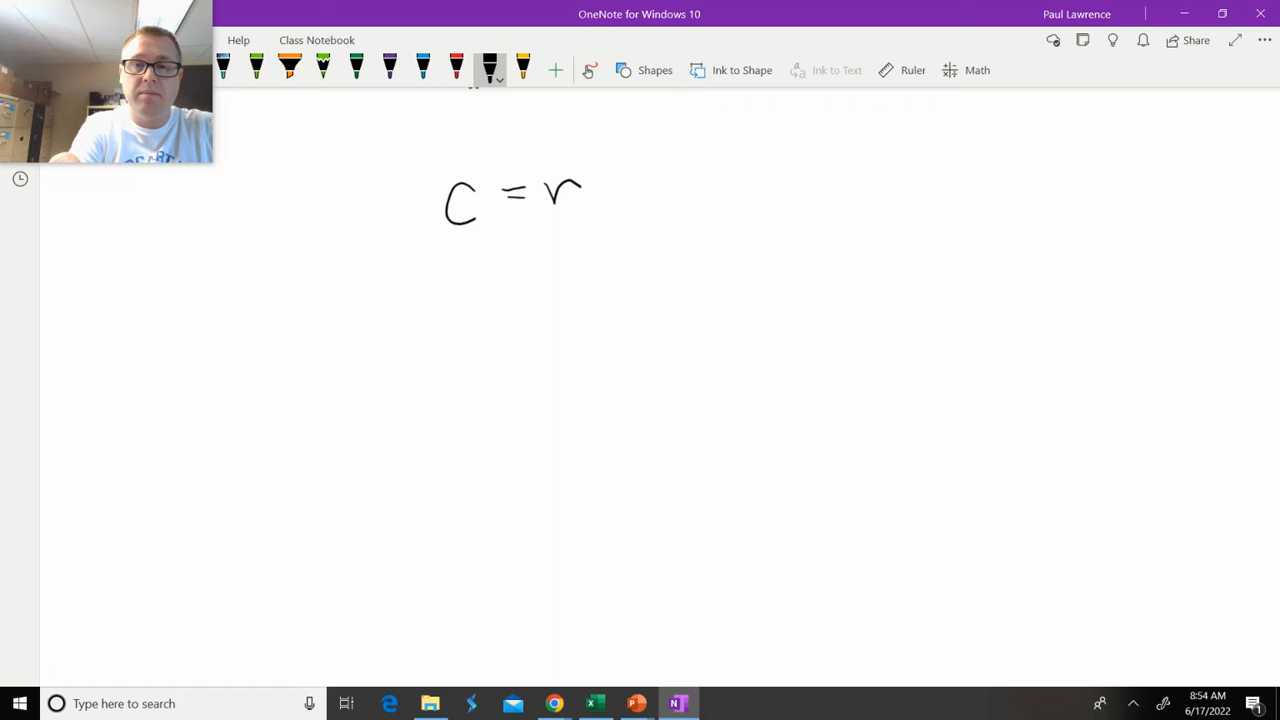 OneNote for Windows 10
Paul Lawrence
Help
Class Notebook
Share
Shapes
Ink to Shape
Ink to Text
Ruler
Math
C = r
Type here to search
8:54 AM
6/17/2022